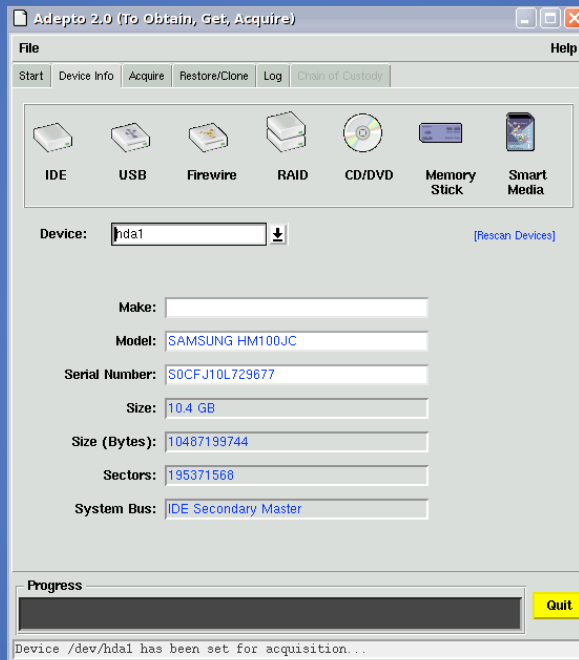 Adepto 2.0 (To Obtain, Get, Acquire)
File Help
Start Device Info Acquire Restore/Clone Log Chain of Custody
IDE USB Firewire RAID CD/DVD Memory Stick Smart Media
Device: hda1 [Rescan Devices]
Make:
Model: SAMSUNG HM100JC
Serial Number: S0CFJ10L729677
Size: 10.4 GB
Size (Bytes): 10487199744
Sectors: 195371568
System Bus: IDE Secondary Master
Progress
Quit
Device /dev/hda1 has been set for acquisition...